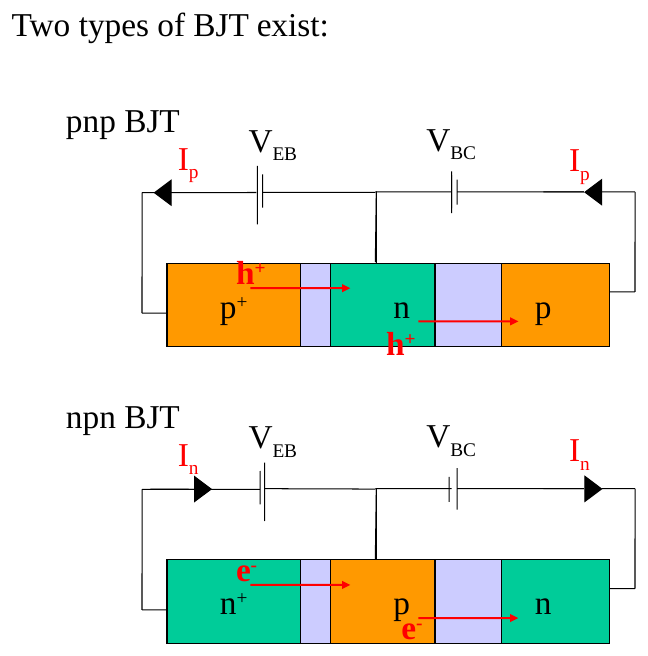 Two types of BJT exist:
pnp BJT
V_EB
V_BC
I_p
I_p
h⁺
p⁺
n
p
h⁺
npn BJT
V_EB
V_BC
I_n
I_n
e⁻
n⁺
p
n
e⁻